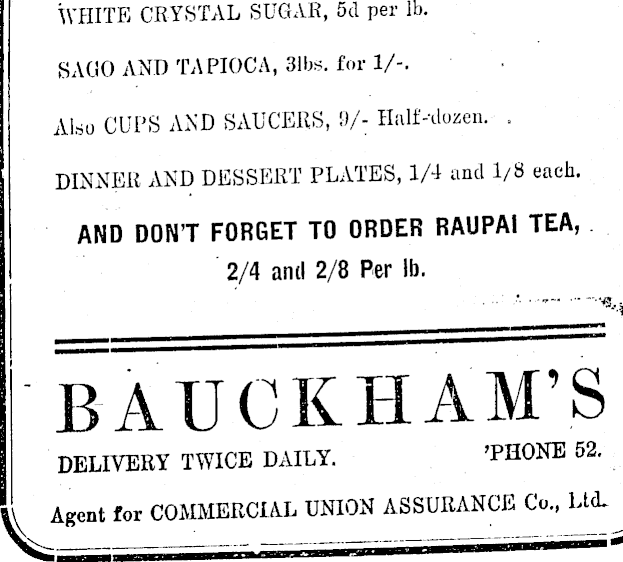 WHITE CRYSTAL SUGAR, 5d per lb.
SAGO AND TAPIOCA, 3lbs. for 1/-.
Also CUPS AND SAUCERS, 9/- Half-dozen.
DINNER AND DESSERT PLATES, 1/4 and 1/8 each.
AND DON'T FORGET TO ORDER RAUPAI TEA,
2/4 and 2/8 Per lb.
BAUCKHAM'S
DELIVERY TWICE DAILY. 'PHONE 52.
Agent for COMMERCIAL UNION ASSURANCE Co., Ltd.